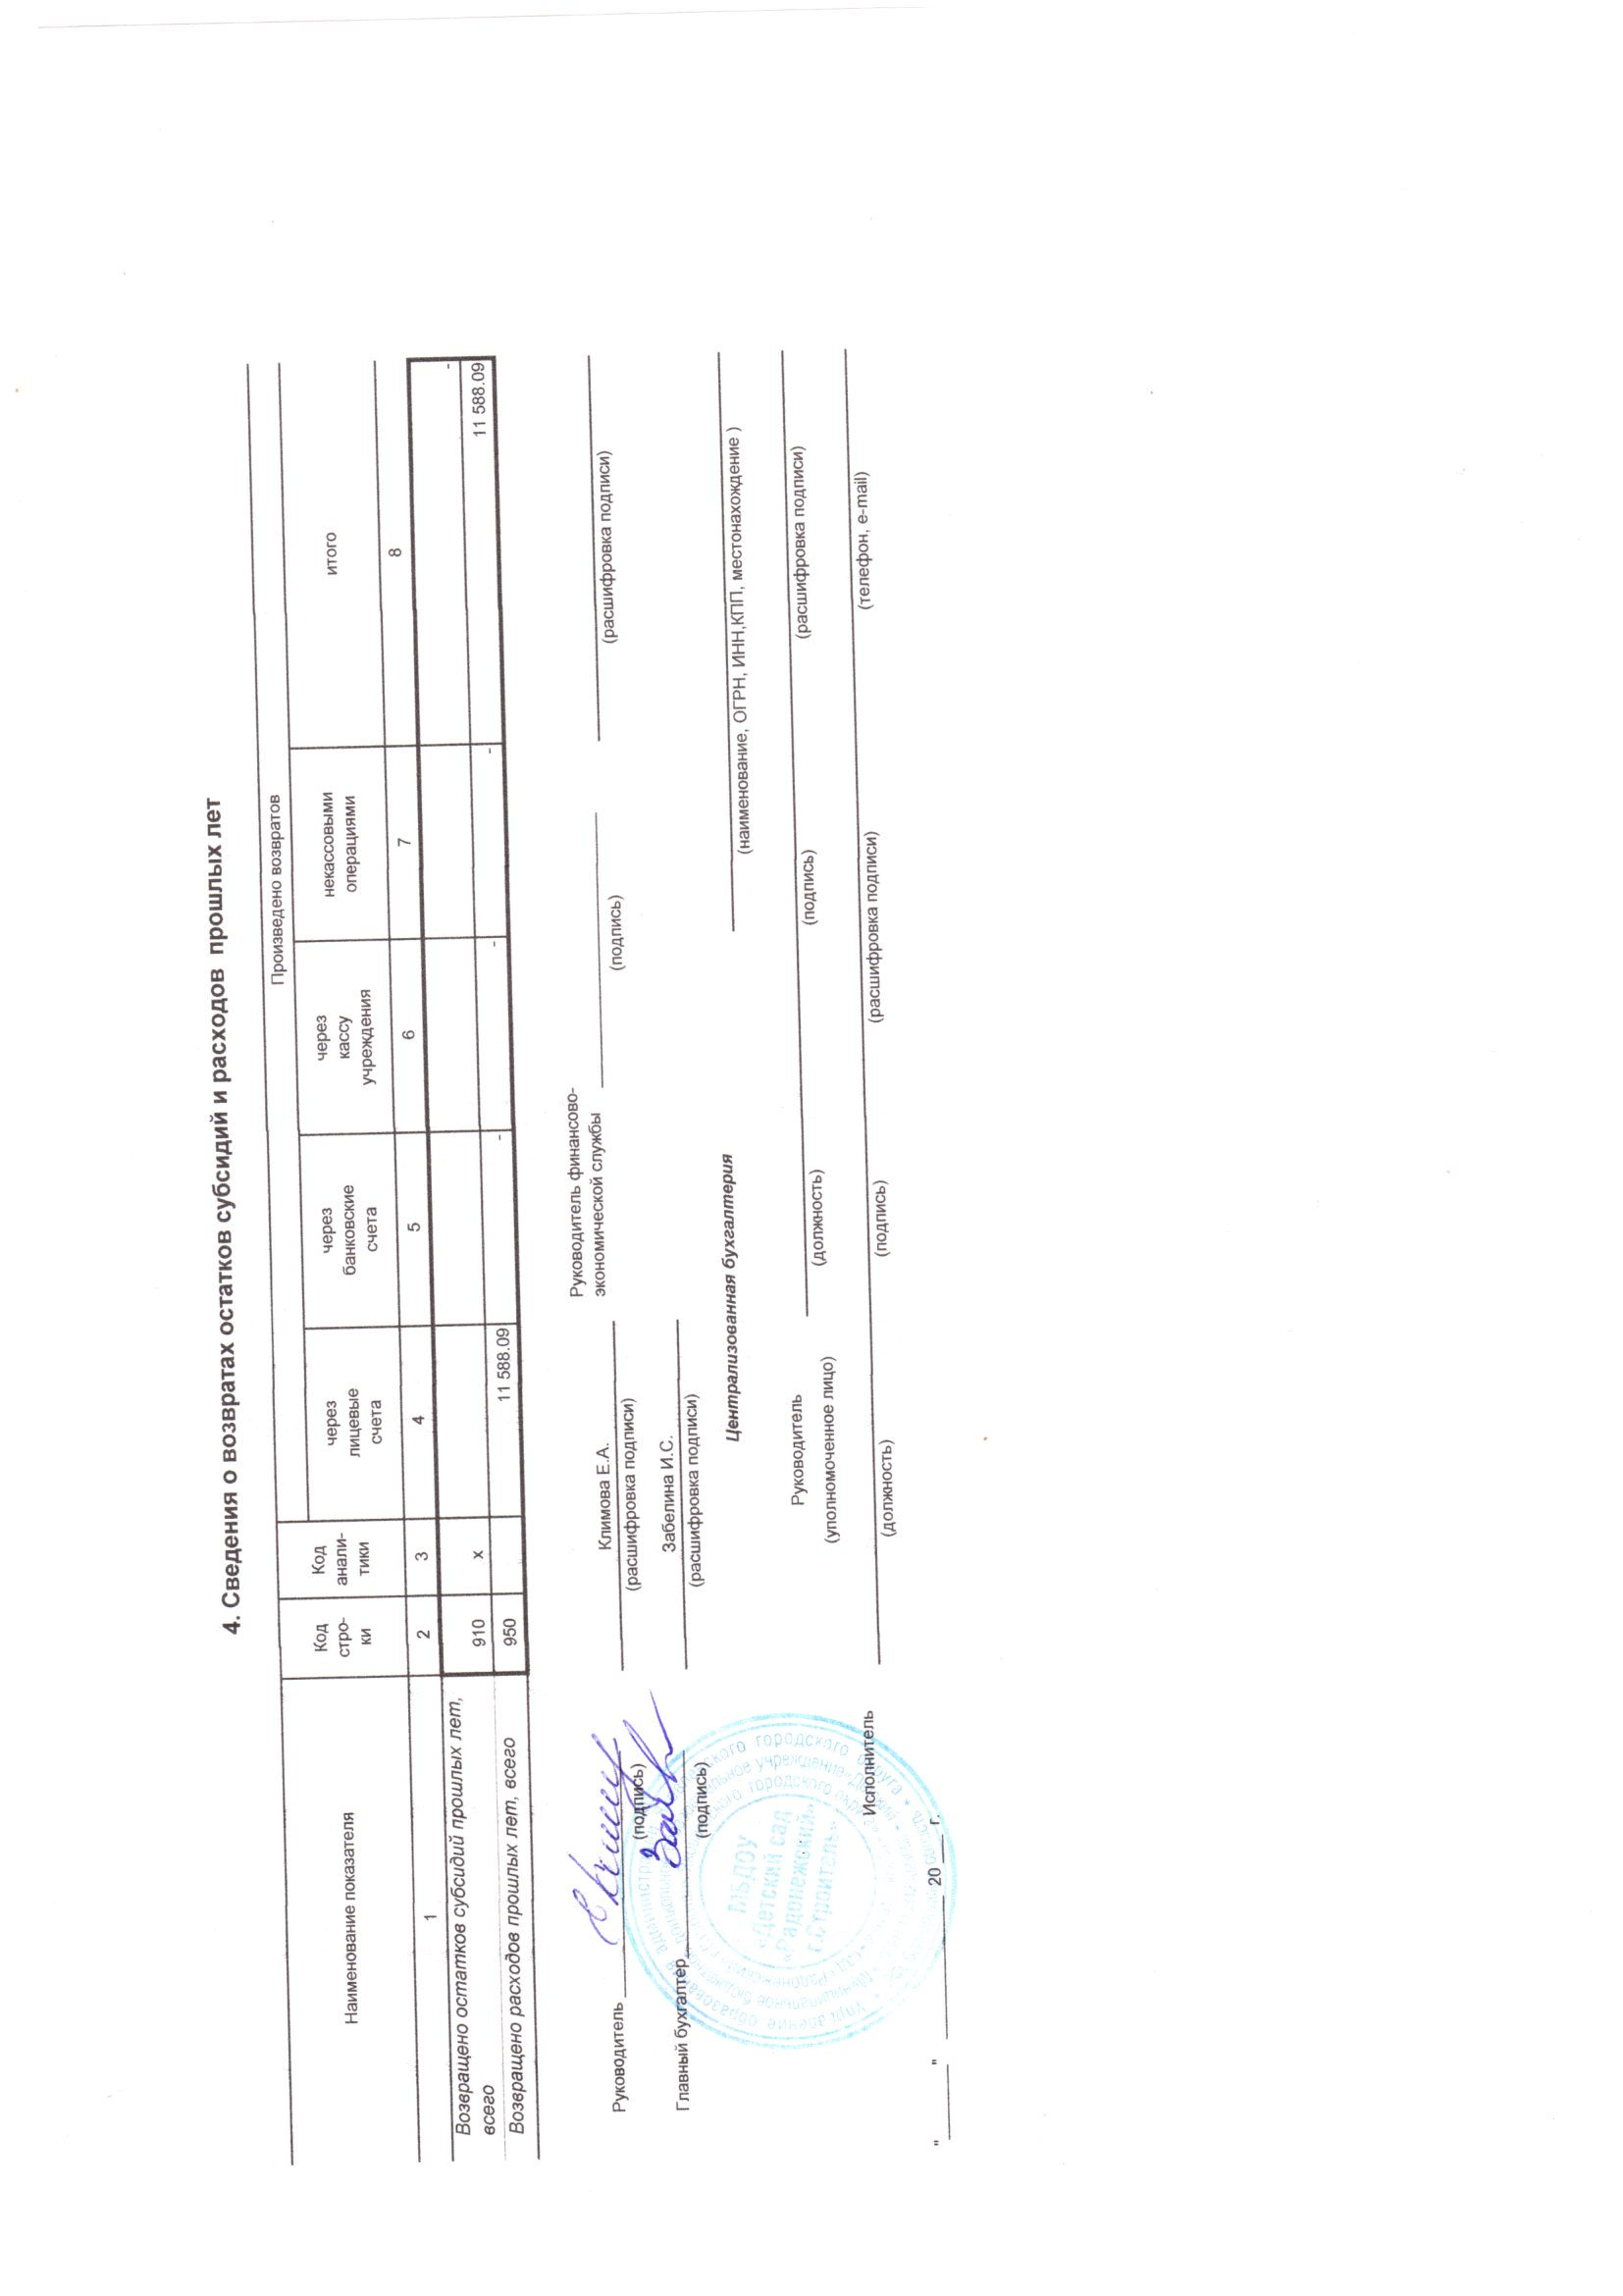 4. Сведения о возвратах остатков субсидий и расходов прошлых лет
Наименование показателя
Код стро- ки
Код анали- тики
Произведено возвратов
через лицевые счета
через банковские счета
через кассу учреждения
некассовыми операциями
итого
1 2 3 4 5 6 7 8
Возвращено остатков субсидий прошлых лет, всего 910 х -
Возвращено расходов прошлых лет, всего 950 11 588.09 - - - 11 588.09
Руководитель Климова Е.А.
(подпись) (расшифровка подписи)
Руководитель финансово-
экономической службы
(подпись) (расшифровка подписи)
Главный бухгалтер Забелина И.С.
(подпись) (расшифровка подписи)
Централизованная бухгалтерия
(наименование, ОГРН, ИНН,КПП, местонахождение )
Руководитель
(уполномоченное лицо) (должность) (подпись) (расшифровка подписи)
Исполнитель
(должность) (подпись) (расшифровка подписи) (телефон, e-mail)
" " 20 г.
МБДОУ
«Детский сад
«Радонежский»
г.Строитель»